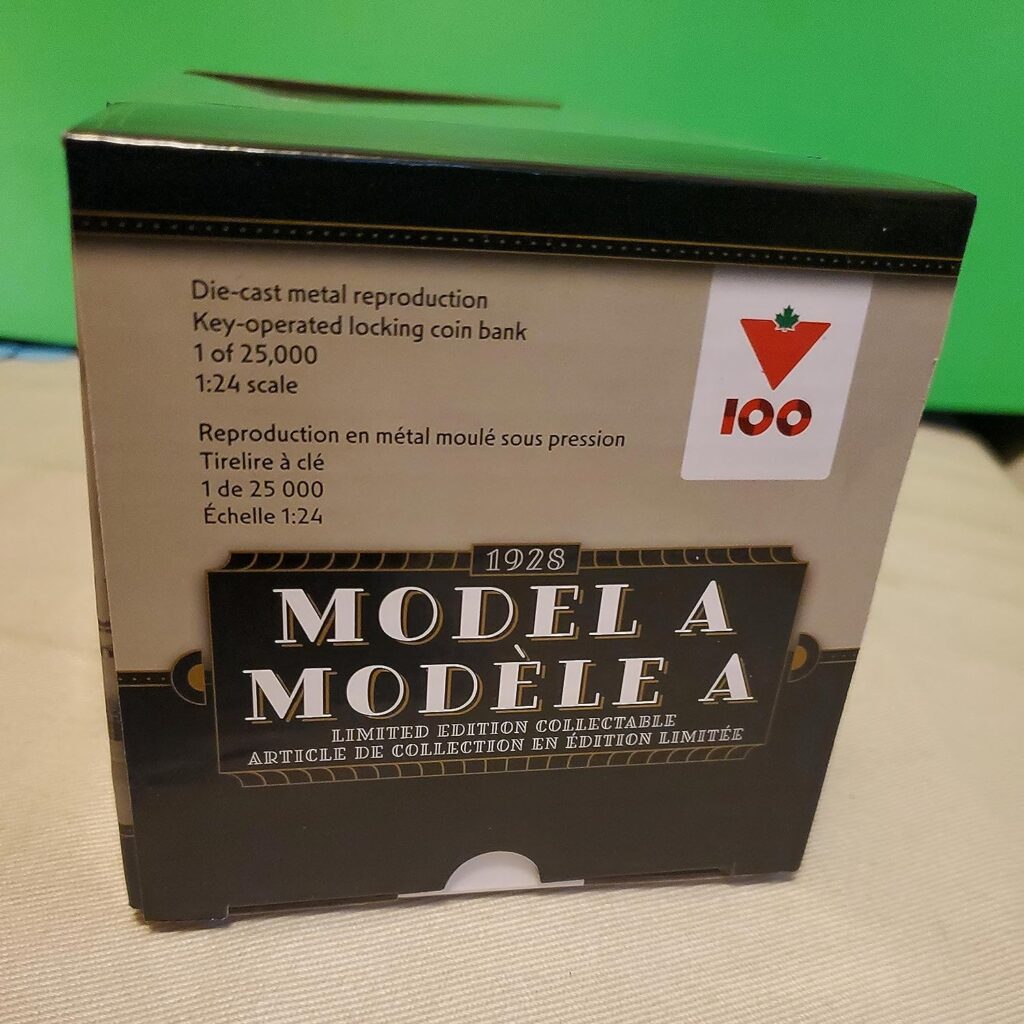 Die-cast metal reproduction
Key-operated locking coin bank
1 of 25,000
1:24 scale
Reproduction en métal moulé sous pression
Tirelire à clé
1 de 25 000
Échelle 1:24
100
1928
MODEL A
MODÈLE A
LIMITED EDITION COLLECTABLE
ARTICLE DE COLLECTION EN ÉDITION LIMITÉE